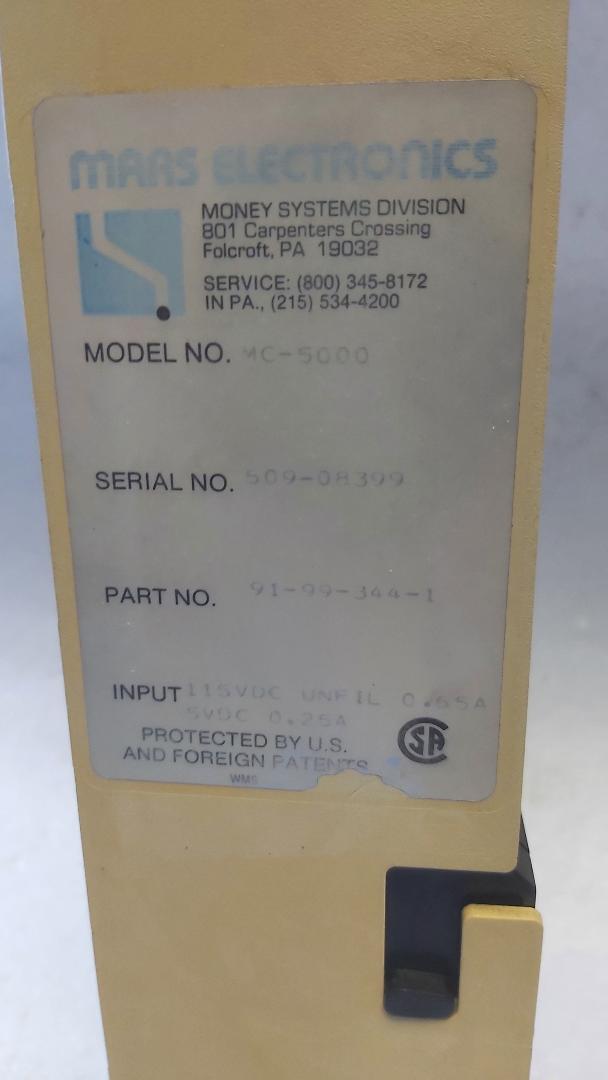 MARS ELECTRONICS
MONEY SYSTEMS DIVISION
801 Carpenters Crossing
Folcroft, PA 19032
SERVICE: (800) 345-8172
IN PA., (215) 534-4200
MODEL NO. MC-5000
SERIAL NO. 509-08399
PART NO. 91-99-344-1
INPUT 115VDC UNFIL 0.65A
5VDC 0.25A
PROTECTED BY U.S.
AND FOREIGN PATENTS
WMS
SA